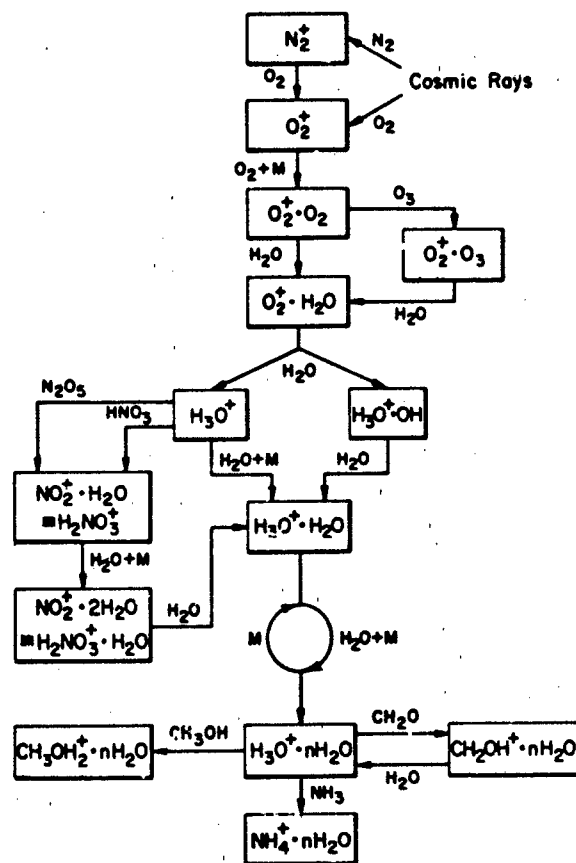 N₂⁺
N₂
O₂
Cosmic Rays
O₂⁺
O₂
O₂+M
O₂⁺·O₂
O₃
H₂O
O₂⁺·O₃
O₂⁺·H₂O
H₂O
H₂O
N₂O₅
HNO₃
H₃O⁺
H₃O⁺·OH
H₂O+M
H₂O
NO₂⁺·H₂O
≡H₂NO₃⁺
H₃O⁺·H₂O
H₂O+M
NO₂⁺·2H₂O
≡H₂NO₃⁺·H₂O
H₂O
M
H₂O+M
CH₃OH₂⁺·nH₂O
CH₃OH
H₃O⁺·nH₂O
CH₂O
H₂O
CH₂OH⁺·nH₂O
NH₃
NH₄⁺·nH₂O